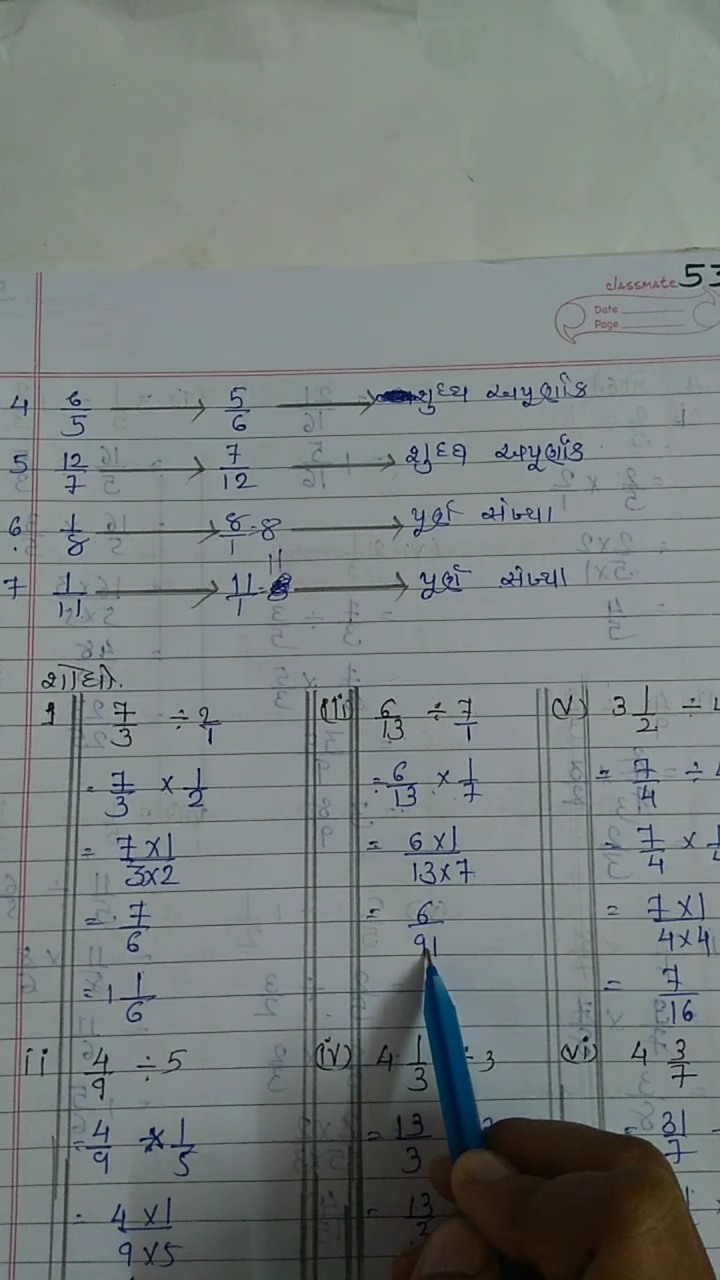 classmate 53
Date
Page
4 6/5 → 5/6 → શુધ્ધ અપૂર્ણાંક
5 12/7 → 7/12 → શુધ્ધ અપૂર્ણાંક
6 1/8 → 8/1 = 8 → પૂર્ણ સંખ્યા
7 1/11 → 11/1 = 11 → પૂર્ણ સંખ્યા
શોધો.
1 7/3 ÷ 2/1
= 7/3 × 1/2
= 7×1/3×2
= 7/6
= 1 1/6
ii 4/9 ÷ 5
= 4/9 × 1/5
= 4×1/9×5
(iii) 6/13 ÷ 7/1
= 6/13 × 1/7
= 6×1/13×7
= 6/91
(iv) 4 1/3 ÷ 3
= 13/3
= 13
(v) 3 1/2 ÷
= 7/4 ÷
= 7/4 ×
= 7×1/4×4
= 7/16
(vi) 4 3/7
= 31/7